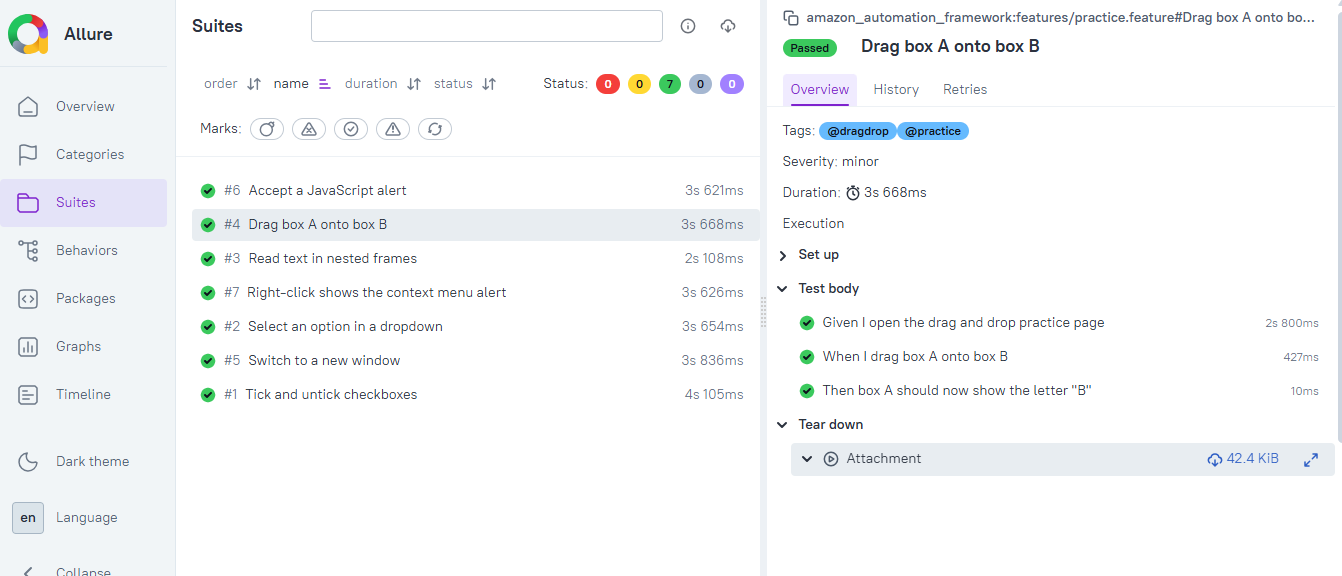 Allure
Overview
Categories
Suites
Behaviors
Packages
Graphs
Timeline
Dark theme
en Language
Collapse
Suites
order name duration status Status: 0 0 7 0 0
Marks:
#6 Accept a JavaScript alert 3s 621ms
#4 Drag box A onto box B 3s 668ms
#3 Read text in nested frames 2s 108ms
#7 Right-click shows the context menu alert 3s 626ms
#2 Select an option in a dropdown 3s 654ms
#5 Switch to a new window 3s 836ms
#1 Tick and untick checkboxes 4s 105ms
amazon_automation_framework:features/practice.feature#Drag box A onto bo...
Passed Drag box A onto box B
Overview History Retries
Tags: @dragdrop @practice
Severity: minor
Duration: 3s 668ms
Execution
Set up
Test body
Given I open the drag and drop practice page 2s 800ms
When I drag box A onto box B 427ms
Then box A should now show the letter "B" 10ms
Tear down
Attachment 42.4 KiB